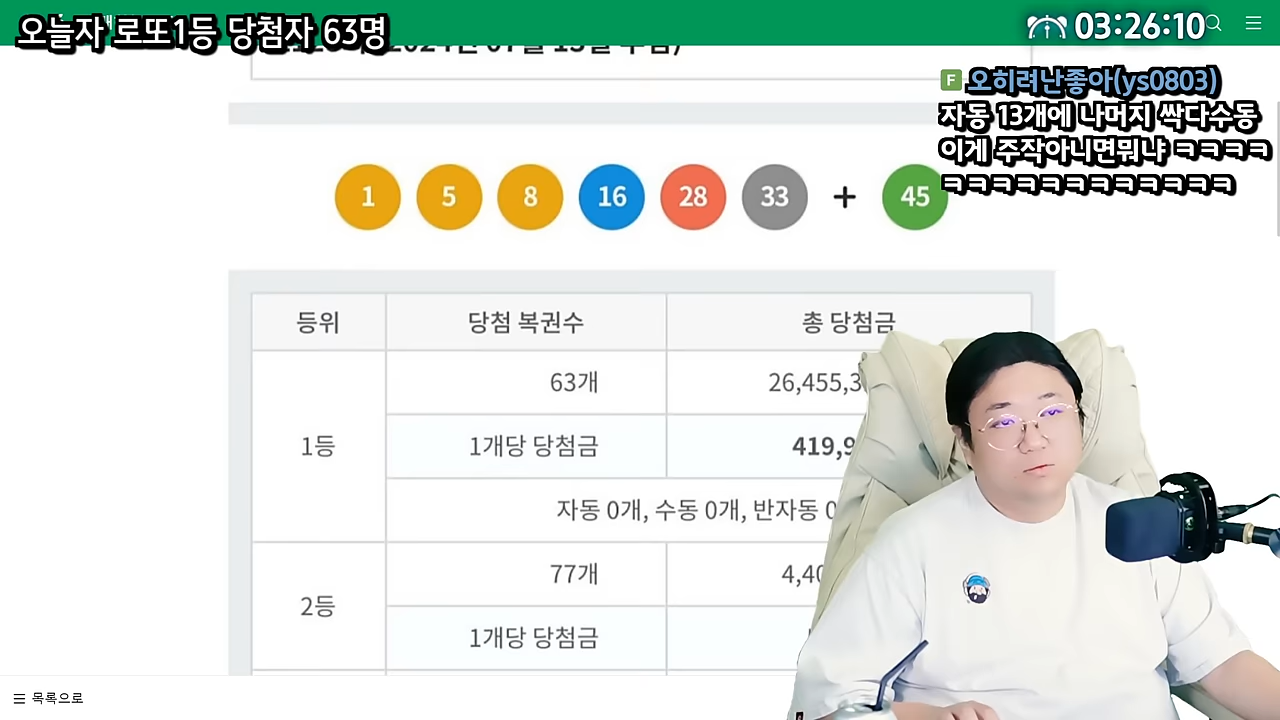 오늘자 로또1등 당첨자 63명
03:26:10
F 오히려난좋아(ys0803)
자동 13개에 나머지 싹다수동
이게 주작아니면뭐냐 ㅋㅋㅋㅋ
ㅋㅋㅋㅋㅋㅋㅋㅋㅋㅋㅋㅋ
1 5 8 16 28 33 + 45
등위 당첨 복권수 총 당첨금
63개 26,455,3
1등 1개당 당첨금 419,9
자동 0개, 수동 0개, 반자동 0
77개 4,40
2등
1개당 당첨금
목록으로